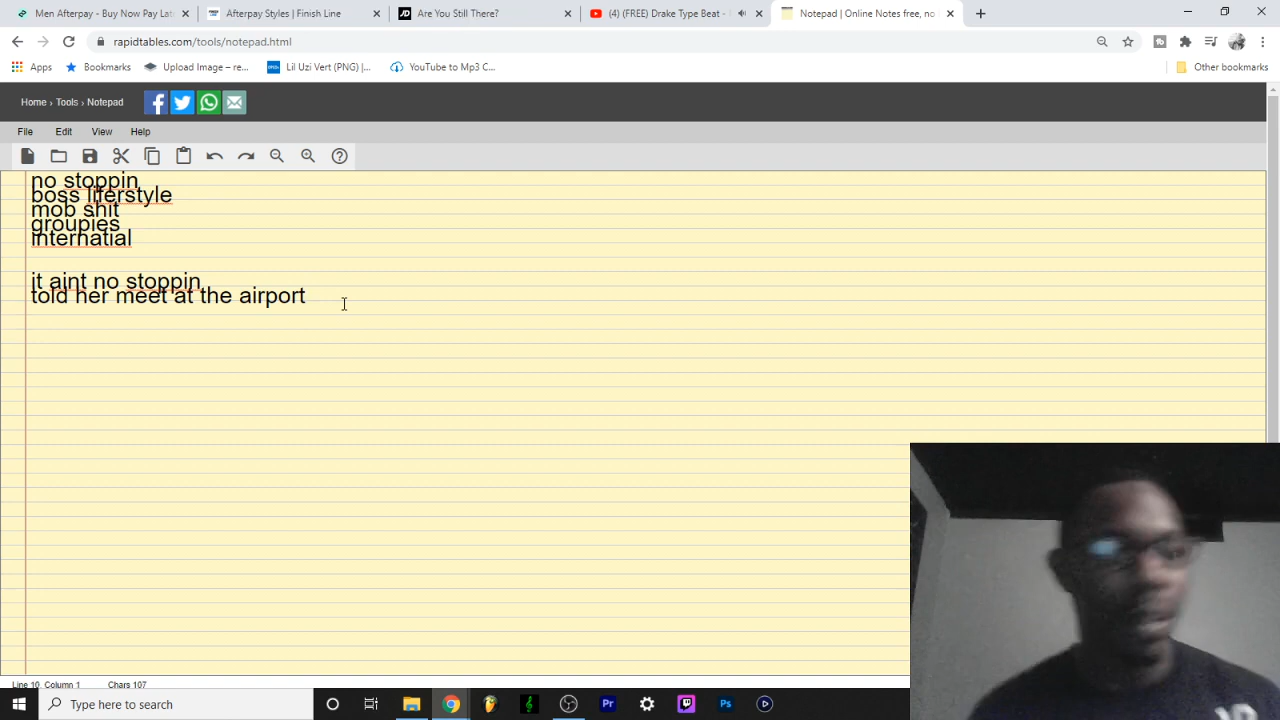 Men Afterpay - Buy Now Pay Late
Afterpay Styles | Finish Line
Are You Still There?
(4) (FREE) Drake Type Beat -
Notepad | Online Notes free, no
rapidtables.com/tools/notepad.html
Apps
Bookmarks
Upload Image – re...
Lil Uzi Vert (PNG) |...
YouTube to Mp3 C...
Other bookmarks
Home › Tools › Notepad
File
Edit
View
Help
no stoppin
boss liferstyle
mob shit
groupies
internatial
it aint no stoppin
told her meet at the airport
Line 10 Column 1
Chars 107
Type here to search
Pr
Ps